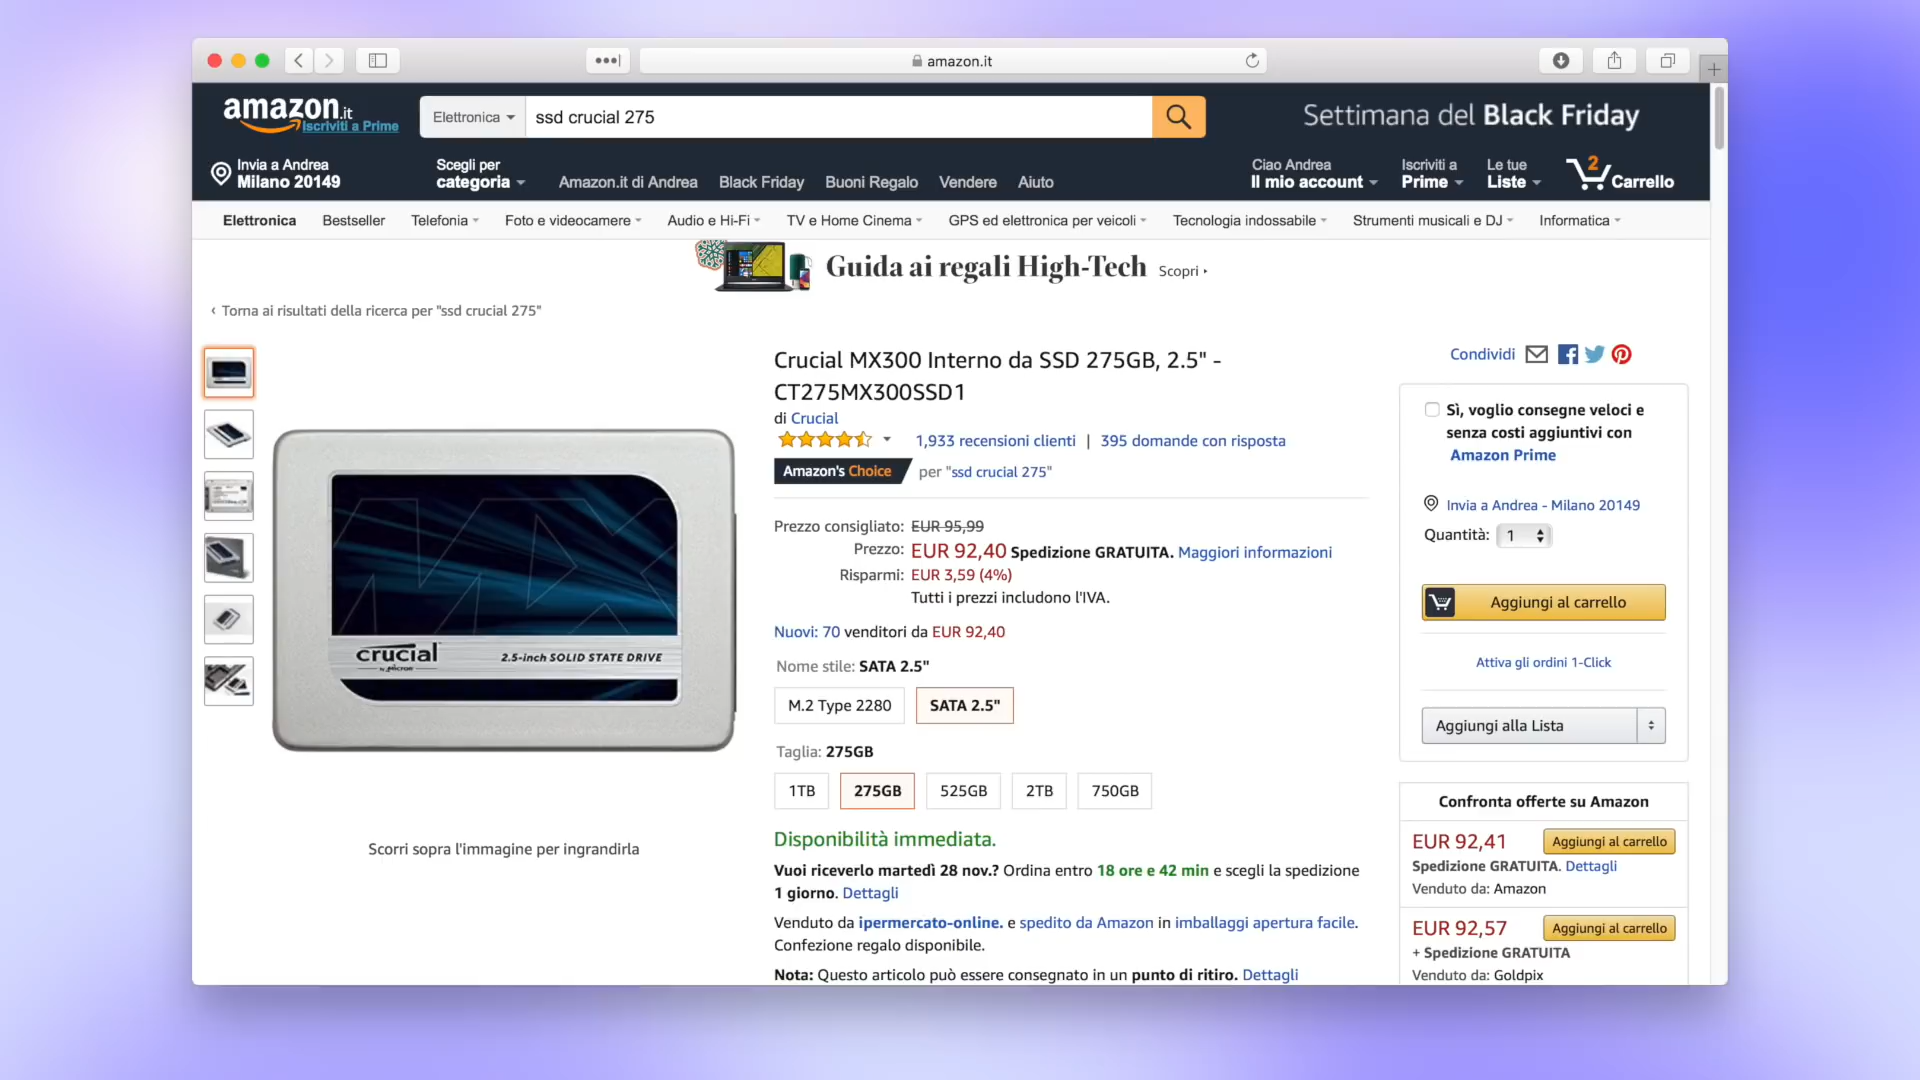 amazon.it
amazon.it
Iscriviti a Prime
Elettronica
ssd crucial 275
Settimana del Black Friday
Invia a Andrea
Milano 20149
Scegli per
categoria
Amazon.it di Andrea
Black Friday
Buoni Regalo
Vendere
Aiuto
Ciao Andrea
Il mio account
Iscriviti a
Prime
Le tue
Liste
2
Carrello
Elettronica
Bestseller
Telefonia
Foto e videocamere
Audio e Hi-Fi
TV e Home Cinema
GPS ed elettronica per veicoli
Tecnologia indossabile
Strumenti musicali e DJ
Informatica
Guida ai regali High-Tech
Scopri
‹ Torna ai risultati della ricerca per "ssd crucial 275"
crucial
by Micron
2.5-inch SOLID STATE DRIVE
Scorri sopra l'immagine per ingrandirla
Crucial MX300 Interno da SSD 275GB, 2.5" -
CT275MX300SSD1
di Crucial
1,933 recensioni clienti | 395 domande con risposta
Amazon's Choice per "ssd crucial 275"
Prezzo consigliato: EUR 95,99
Prezzo: EUR 92,40 Spedizione GRATUITA. Maggiori informazioni
Risparmi: EUR 3,59 (4%)
Tutti i prezzi includono l'IVA.
Nuovi: 70 venditori da EUR 92,40
Nome stile: SATA 2.5"
M.2 Type 2280
SATA 2.5"
Taglia: 275GB
1TB
275GB
525GB
2TB
750GB
Disponibilità immediata.
Vuoi riceverlo martedì 28 nov.? Ordina entro 18 ore e 42 min e scegli la spedizione
1 giorno. Dettagli
Venduto da ipermercato-online. e spedito da Amazon in imballaggi apertura facile.
Confezione regalo disponibile.
Nota: Questo articolo può essere consegnato in un punto di ritiro. Dettagli
Condividi
Sì, voglio consegne veloci e
senza costi aggiuntivi con
Amazon Prime
Invia a Andrea - Milano 20149
Quantità: 1
Aggiungi al carrello
Attiva gli ordini 1-Click
Aggiungi alla Lista
Confronta offerte su Amazon
EUR 92,41
Aggiungi al carrello
Spedizione GRATUITA. Dettagli
Venduto da: Amazon
EUR 92,57
Aggiungi al carrello
+ Spedizione GRATUITA
Venduto da: Goldpix